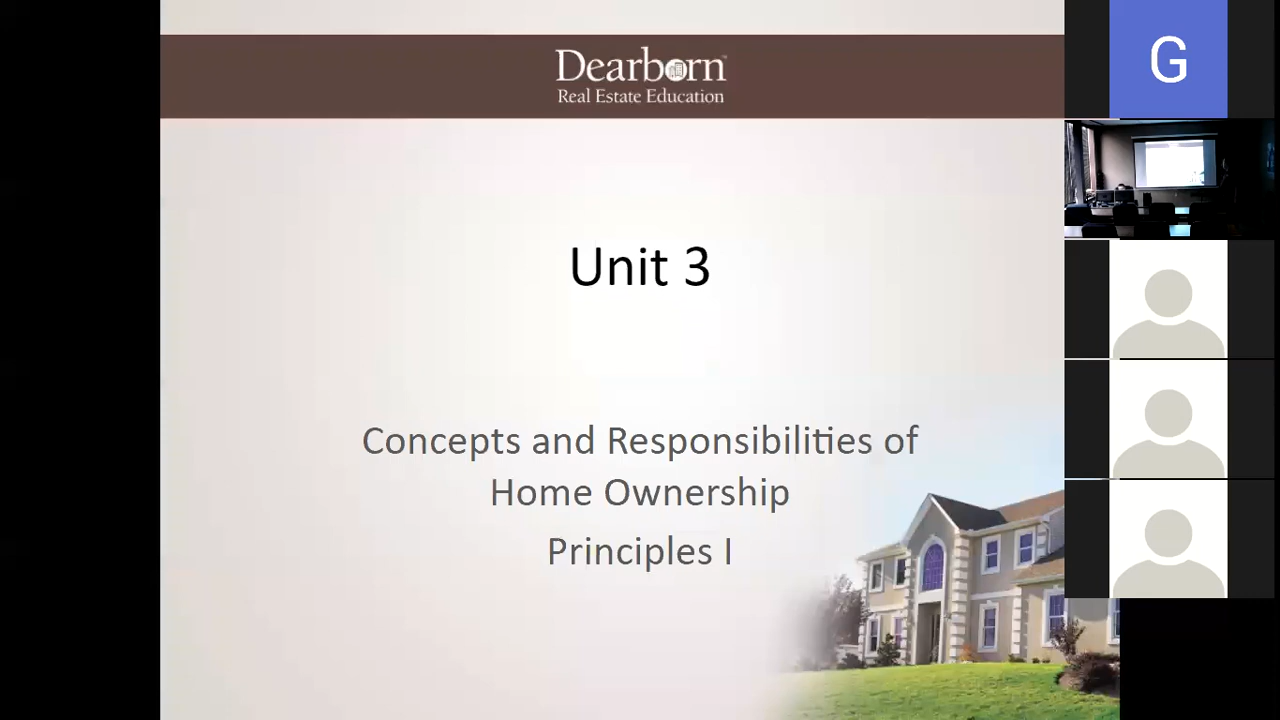 Dearborn
Real Estate Education
G
Unit 3
Concepts and Responsibilities of
Home Ownership
Principles I